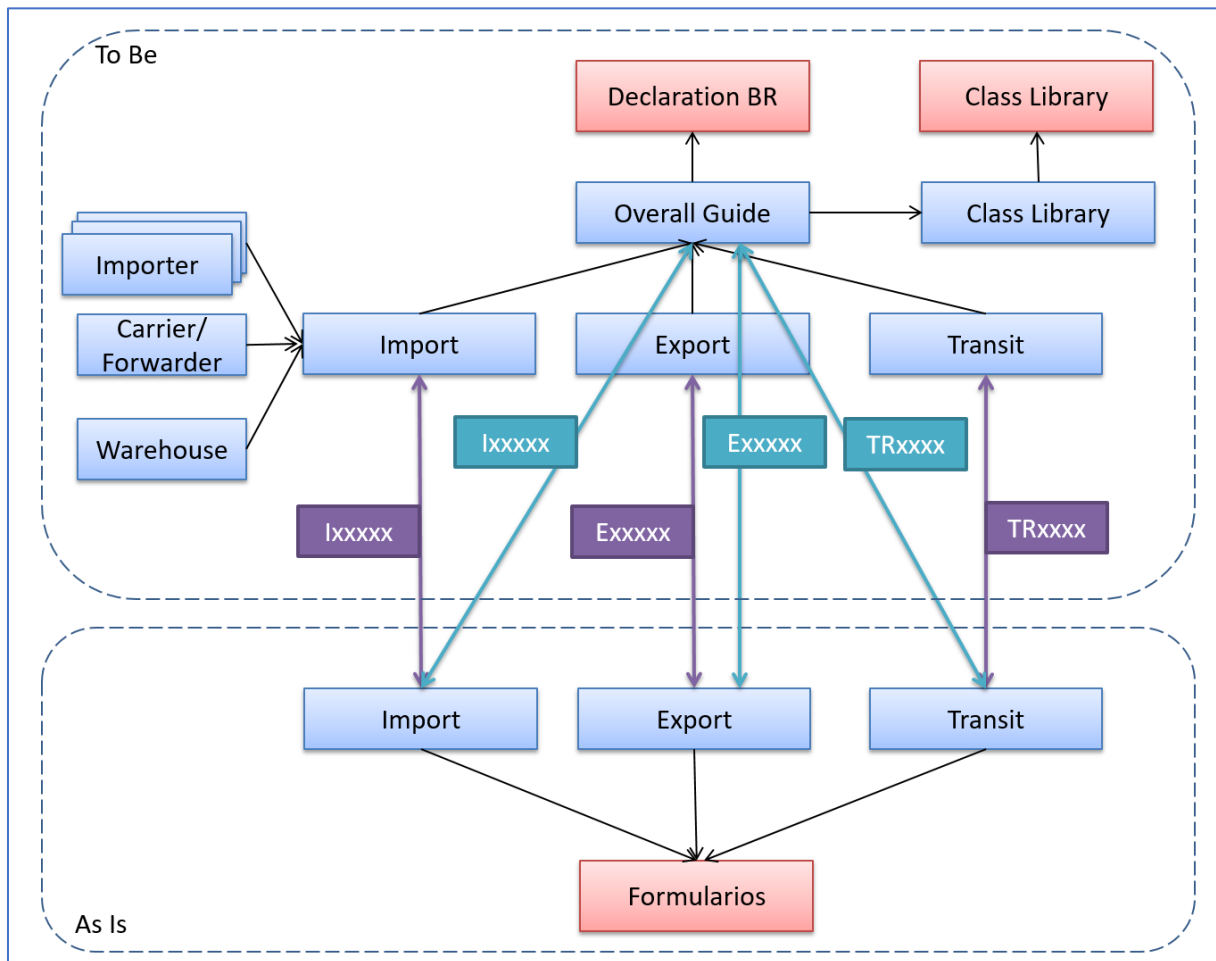 To Be
Declaration BR
Class Library
Overall Guide
Class Library
Importer
Carrier/
Forwarder
Import
Export
Transit
Warehouse
Ixxxxx
Exxxxx
TRxxxx
Ixxxxx
Exxxxx
TRxxxx
Import
Export
Transit
Formularios
As Is